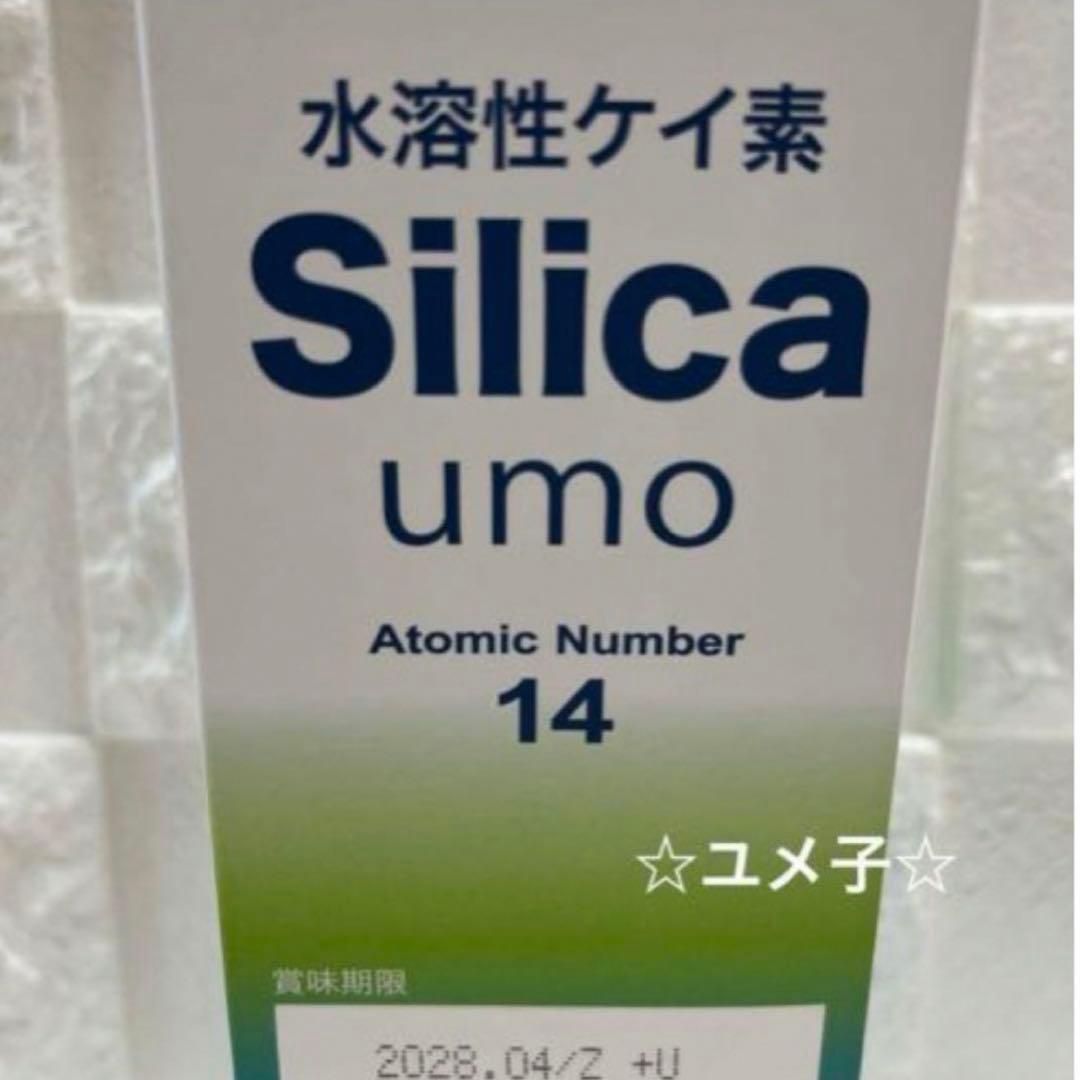 水溶性ケイ素
Silica
umo
Atomic Number
14
☆ユメ子☆
賞味期限
2028.04/Z +U